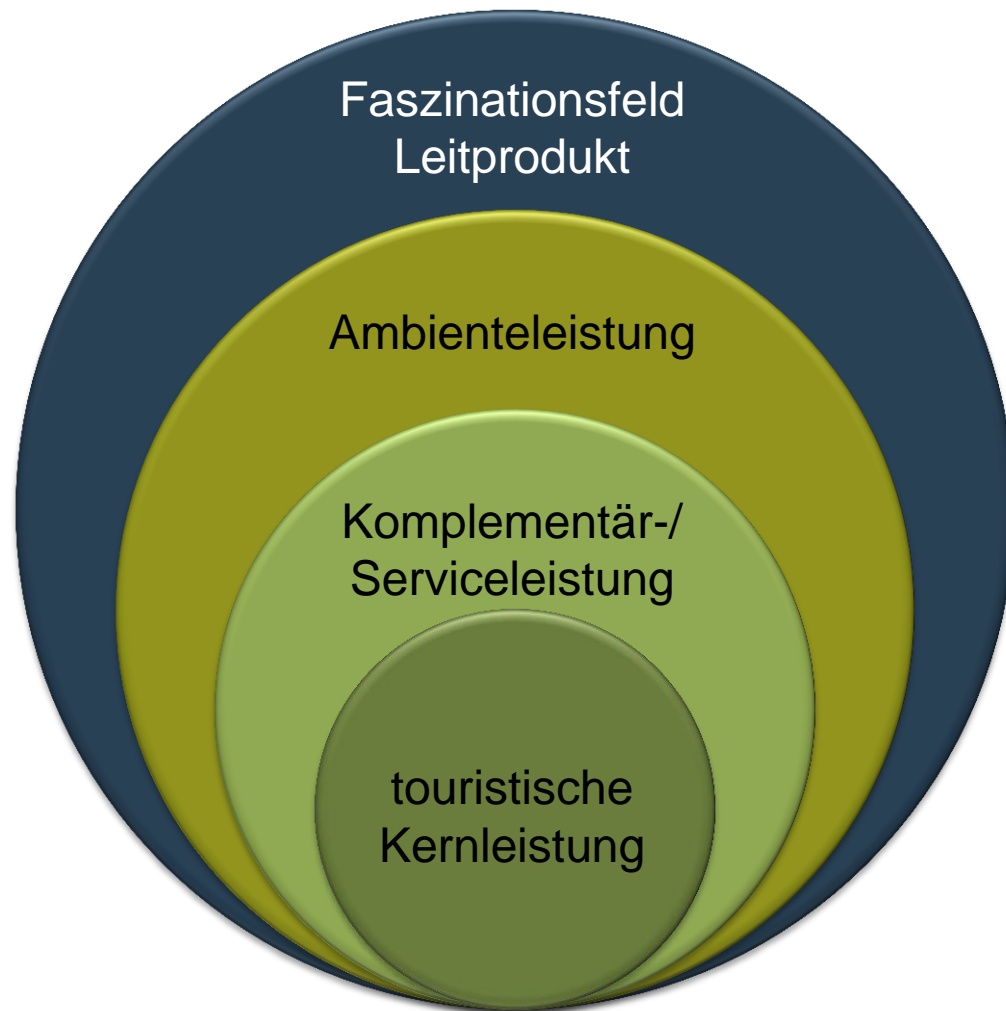 Faszinationsfeld
Leitprodukt
Ambienteleistung
Komplementär-/
Serviceleistung
touristische
Kernleistung